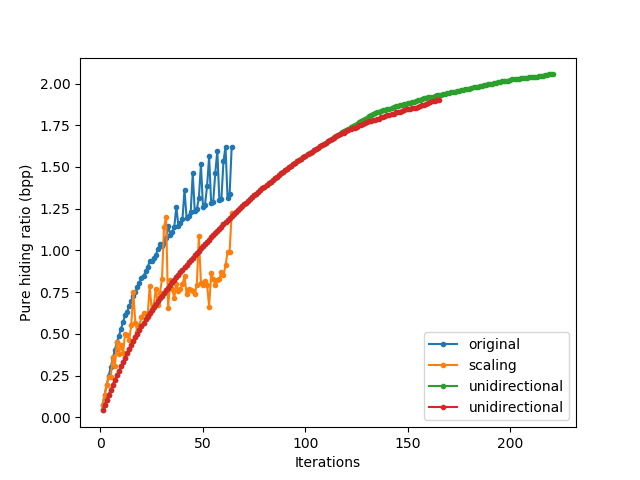 2.00
1.75
1.50
1.25
1.00
0.75
0.50
0.25
0.00
Pure hiding ratio (bpp)
0 50 100 150 200
Iterations
original
scaling
unidirectional
unidirectional